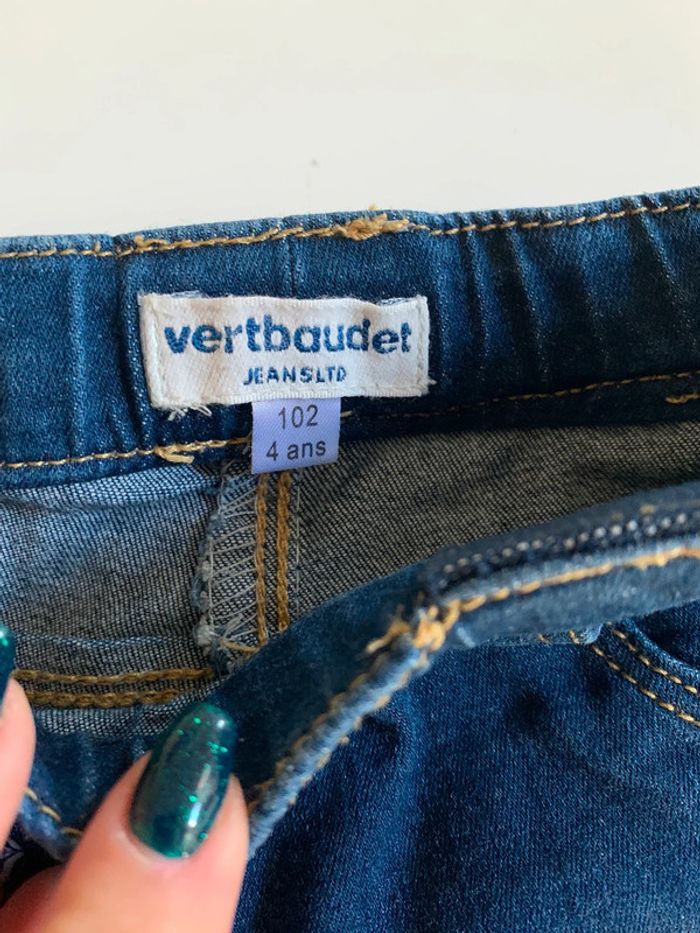 vertbaudet
JEANSLTD
102
4 ans